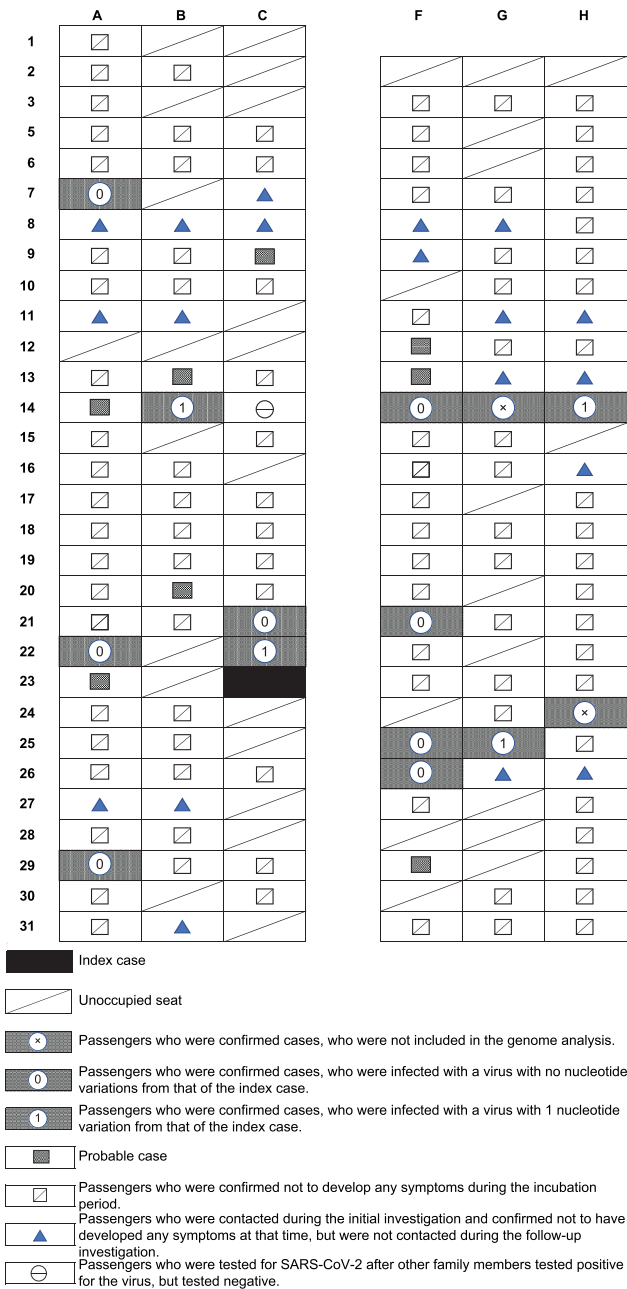 A B C F G H
1
2
3
5
6
7 0
8
9
10
11
12
13
14 1 0 × 1
15
16
17
18
19
20
21 0 0
22 0 1
23
24 ×
25 0 1
26 0
27
28
29 0
30
31
Index case
Unoccupied seat
× Passengers who were confirmed cases, who were not included in the genome analysis.
0 Passengers who were confirmed cases, who were infected with a virus with no nucleotide
variations from that of the index case.
1 Passengers who were confirmed cases, who were infected with a virus with 1 nucleotide
variation from that of the index case.
Probable case
Passengers who were confirmed not to develop any symptoms during the incubation
period.
Passengers who were contacted during the initial investigation and confirmed not to have
developed any symptoms at that time, but were not contacted during the follow-up
investigation.
Passengers who were tested for SARS-CoV-2 after other family members tested positive
for the virus, but tested negative.